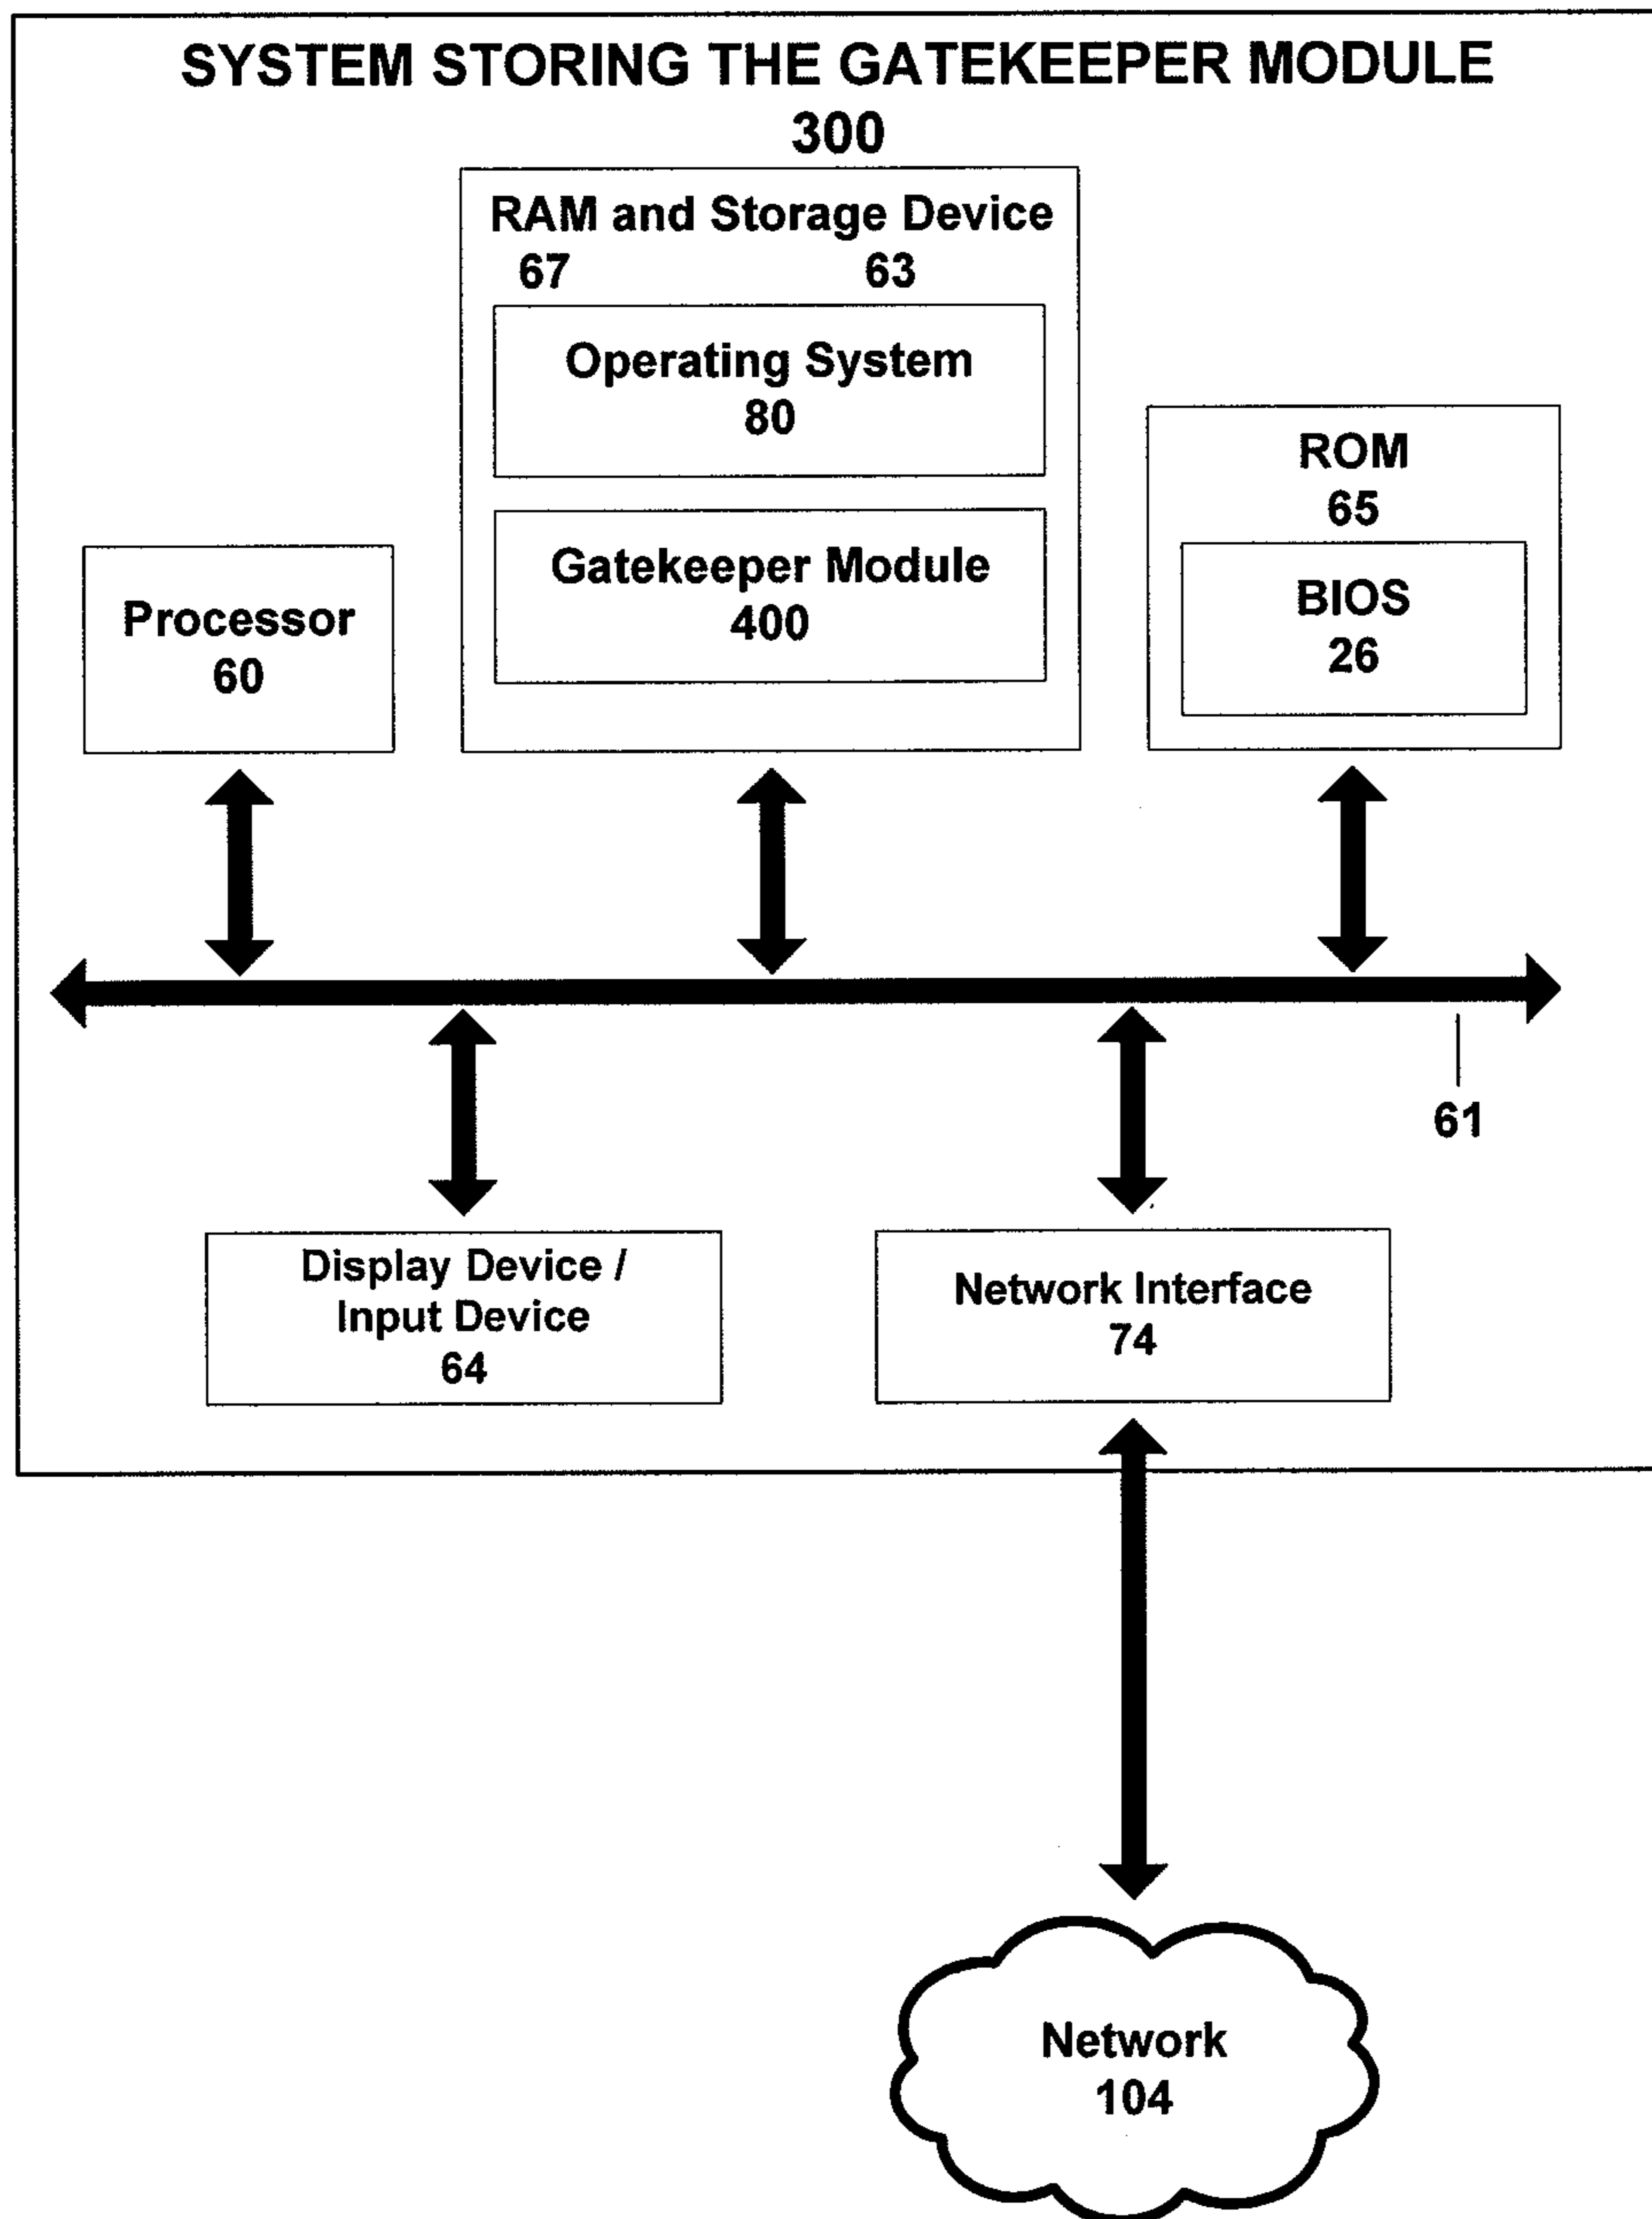 SYSTEM STORING THE GATEKEEPER MODULE
300
RAM and Storage Device
67 63
Operating System
80
Gatekeeper Module
400
ROM
65
BIOS
26
Processor
60
61
Display Device /
Input Device
64
Network Interface
74
Network
104